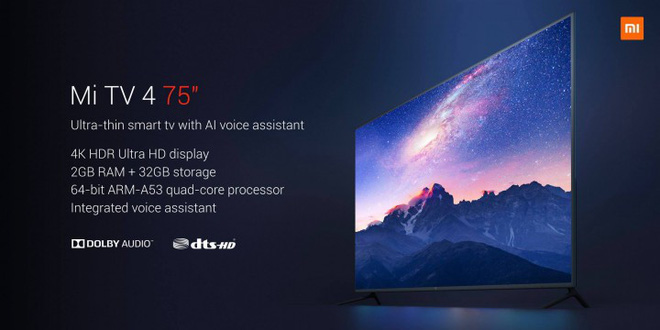 mi
Mi TV 4 75"
Ultra-thin smart tv with AI voice assistant
4K HDR Ultra HD display
2GB RAM + 32GB storage
64-bit ARM-A53 quad-core processor
Integrated voice assistant
DOLBY AUDIO™ dts-HD